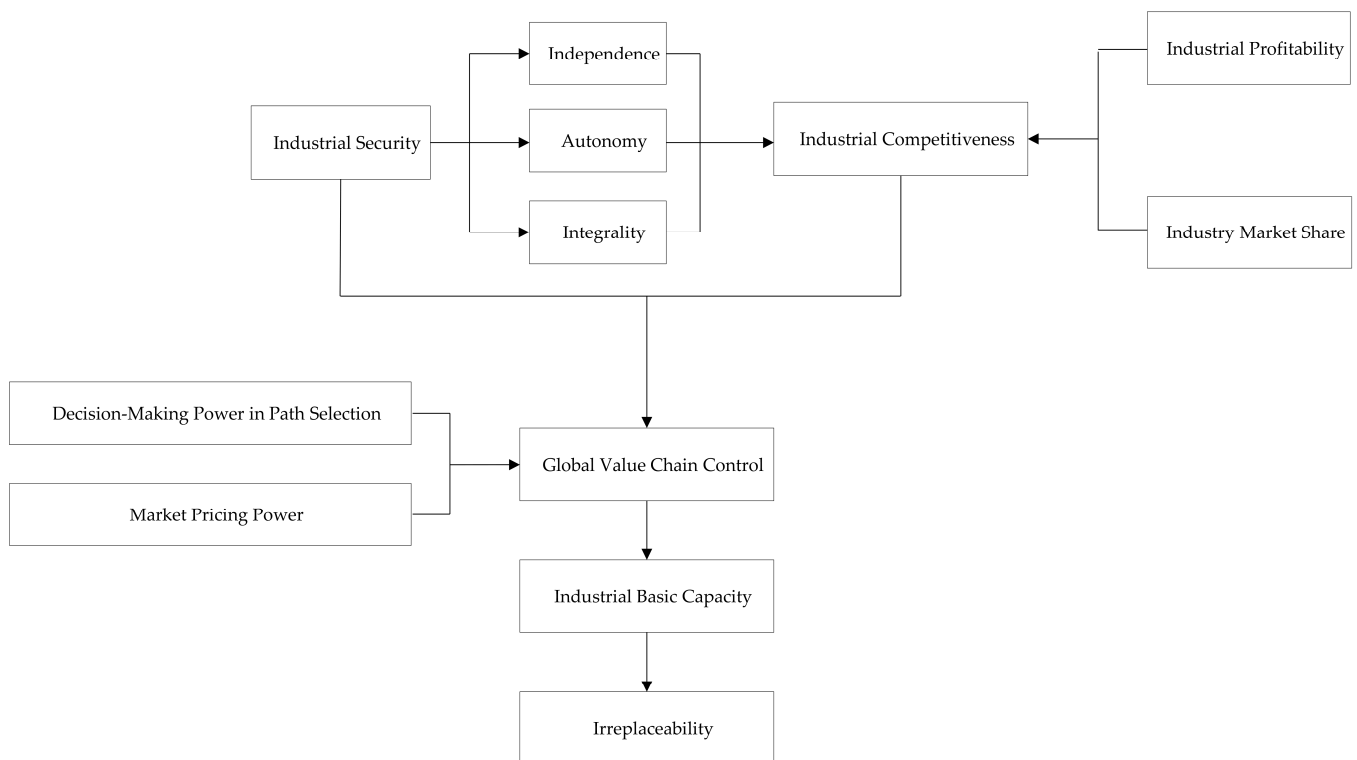 Independence
Industrial Profitability
Industrial Security
Autonomy
Industrial Competitiveness
Integrality
Industry Market Share
Decision-Making Power in Path Selection
Global Value Chain Control
Market Pricing Power
Industrial Basic Capacity
Irreplaceability